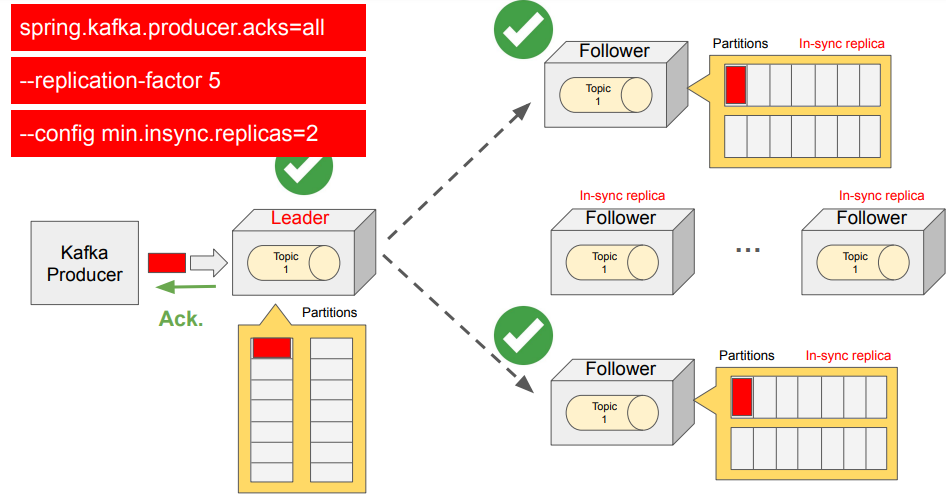 spring.kafka.producer.acks=all
--replication-factor 5
--config min.insync.replicas=2
Follower
Topic
1
Partitions
In-sync replica
Leader
Topic
1
Kafka
Producer
Ack.
Partitions
In-sync replica
Follower
Topic
1
...
In-sync replica
Follower
Topic
1
Follower
Topic
1
Partitions
In-sync replica